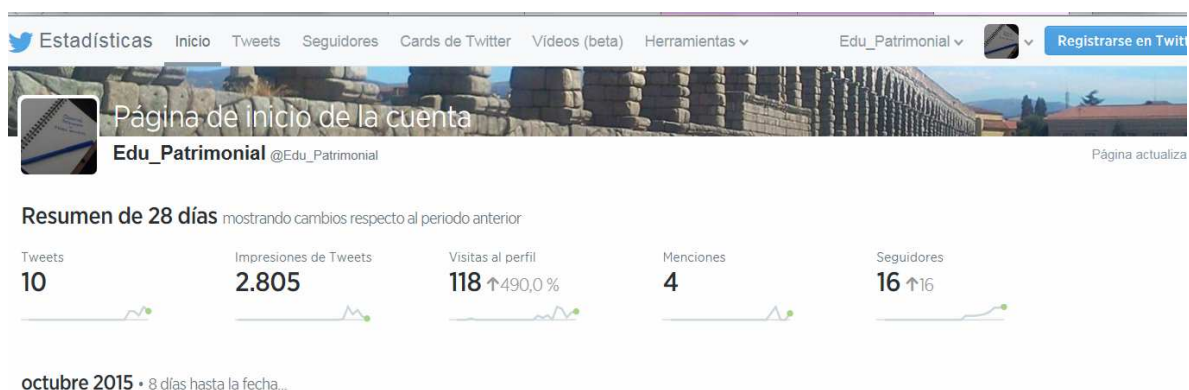 Estadísticas Inicio Tweets Seguidores Cards de Twitter Vídeos (beta) Herramientas Edu_Patrimonial Registrarse en Twitt
Página de inicio de la cuenta
Edu_Patrimonial @Edu_Patrimonial Página actualiza
Resumen de 28 días mostrando cambios respecto al periodo anterior
Tweets Impresiones de Tweets Visitas al perfil Menciones Seguidores
10 2.805 118 ↑490,0 % 4 16 ↑16
octubre 2015 • 8 días hasta la fecha...